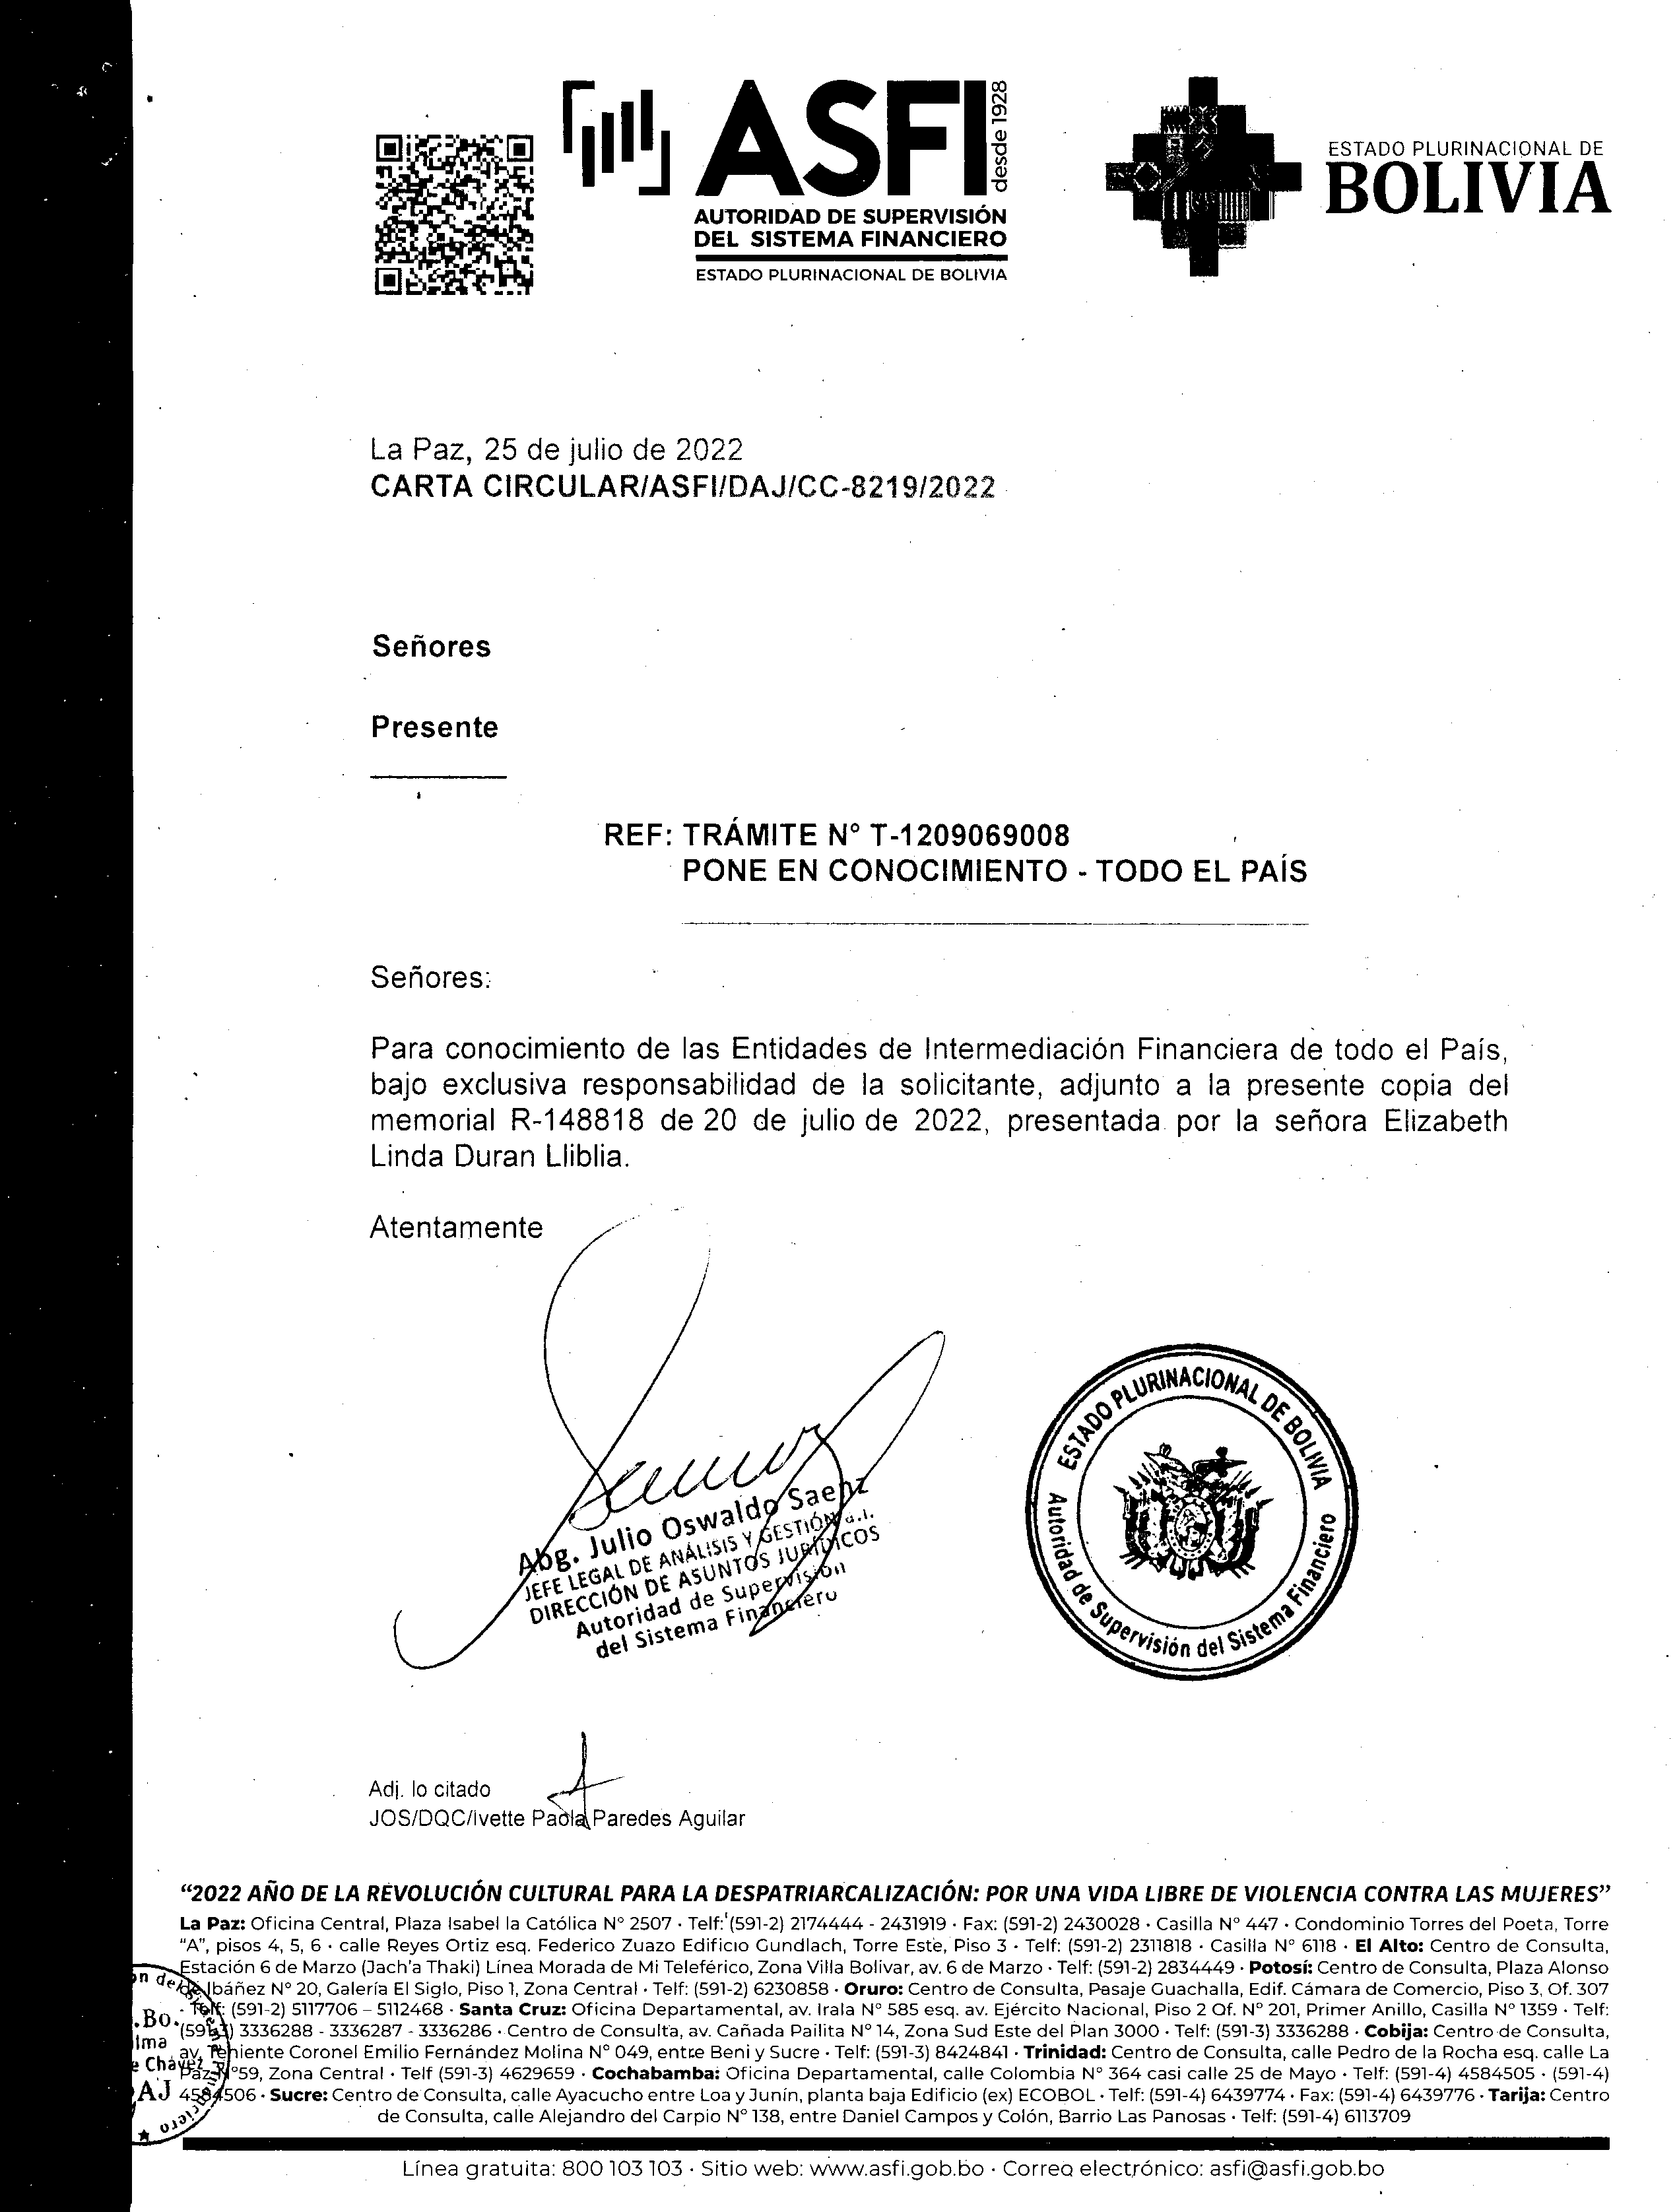 ASFI
desde 1928
AUTORIDAD DE SUPERVISIÓN
DEL SISTEMA FINANCIERO
ESTADO PLURINACIONAL DE BOLIVIA
ESTADO PLURINACIONAL DE
BOLIVIA
La Paz, 25 de julio de 2022
CARTA CIRCULAR/ASFI/DAJ/CC-8219/2022
Señores
Presente
REF: TRÁMITE N° T-1209069008
PONE EN CONOCIMIENTO - TODO EL PAÍS
Señores:
Para conocimiento de las Entidades de Intermediación Financiera de todo el País,
bajo exclusiva responsabilidad de la solicitante, adjunto a la presente copia del
memorial R-148818 de 20 de julio de 2022, presentada por la señora Elizabeth
Linda Duran Lliblia.
Atentamente
Abg. Julio Oswaldo Saenz
JEFE LEGAL DE ANÁLISIS Y GESTIÓN a.i.
DIRECCIÓN DE ASUNTOS JURÍDICOS
Autoridad de Supervisión
del Sistema Financiero
ESTADO PLURINACIONAL DE BOLIVIA
Autoridad de Supervisión del Sistema Financiero
Adj. lo citado
JOS/DQC/Ivette Paola Paredes Aguilar
“2022 AÑO DE LA REVOLUCIÓN CULTURAL PARA LA DESPATRIARCALIZACIÓN: POR UNA VIDA LIBRE DE VIOLENCIA CONTRA LAS MUJERES”
La Paz: Oficina Central, Plaza Isabel la Católica N° 2507 · Telf: (591-2) 2174444 - 2431919 · Fax: (591-2) 2430028 · Casilla N° 447 · Condominio Torres del Poeta, Torre
“A”, pisos 4, 5, 6 · calle Reyes Ortiz esq. Federico Zuazo Edificio Gundlach, Torre Este, Piso 3 · Telf: (591-2) 2311818 · Casilla N° 6118 · El Alto: Centro de Consulta,
Estación 6 de Marzo (Jach’a Thaki) Línea Morada de Mi Teleférico, Zona Villa Bolivar, av. 6 de Marzo · Telf: (591-2) 2834449 · Potosí: Centro de Consulta, Plaza Alonso
de Ibáñez N° 20, Galería El Siglo, Piso 1, Zona Central · Telf: (591-2) 6230858 · Oruro: Centro de Consulta, Pasaje Guachalla, Edif. Cámara de Comercio, Piso 3, Of. 307
· Telf: (591-2) 5117706 – 5112468 · Santa Cruz: Oficina Departamental, av. Irala N° 585 esq. av. Ejército Nacional, Piso 2 Of. N° 201, Primer Anillo, Casilla N° 1359 · Telf:
(591-3) 3336288 - 3336287 - 3336286 · Centro de Consulta, av. Cañada Pailita N° 14, Zona Sud Este del Plan 3000 · Telf: (591-3) 3336288 · Cobija: Centro de Consulta,
av. Teniente Coronel Emilio Fernández Molina N° 049, entre Beni y Sucre · Telf: (591-3) 8424841 · Trinidad: Centro de Consulta, calle Pedro de la Rocha esq. calle La
Paz N°59, Zona Central · Telf (591-3) 4629659 · Cochabamba: Oficina Departamental, calle Colombia N° 364 casi calle 25 de Mayo · Telf: (591-4) 4584505 · (591-4)
4584506 · Sucre: Centro de Consulta, calle Ayacucho entre Loa y Junín, planta baja Edificio (ex) ECOBOL · Telf: (591-4) 6439774 · Fax: (591-4) 6439776 · Tarija: Centro
de Consulta, calle Alejandro del Carpio N° 138, entre Daniel Campos y Colón, Barrio Las Panosas · Telf: (591-4) 6113709
Línea gratuita: 800 103 103 · Sitio web: www.asfi.gob.bo · Correo electrónico: asfi@asfi.gob.bo